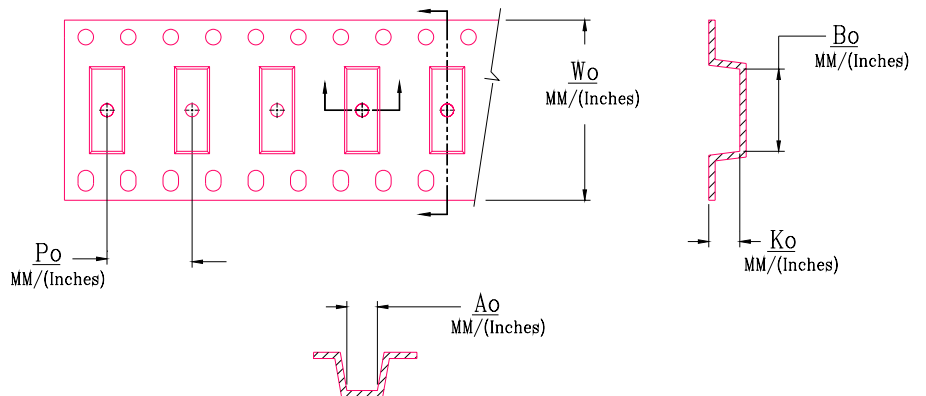 Wo
MM/(Inches)
Bo
MM/(Inches)
Po
MM/(Inches)
Ko
MM/(Inches)
Ao
MM/(Inches)